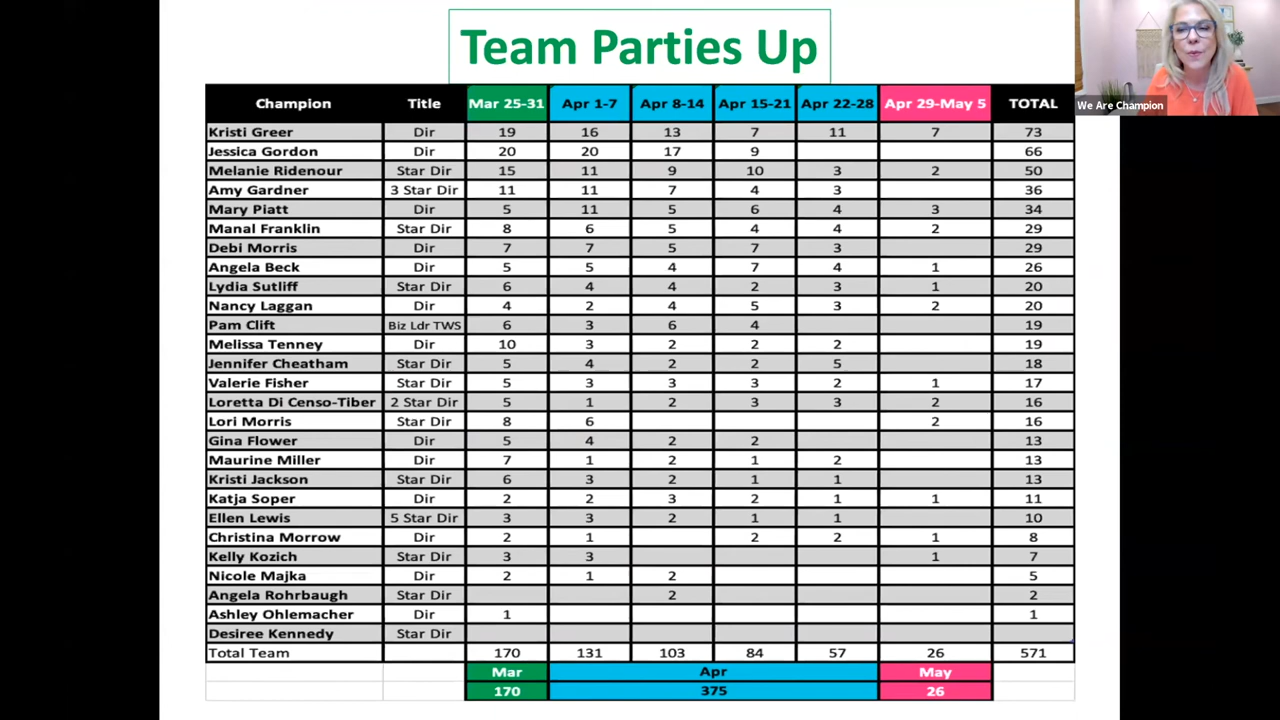 Team Parties Up
We Are Champion
Champion Title Mar 25-31 Apr 1-7 Apr 8-14 Apr 15-21 Apr 22-28 Apr 29-May 5 TOTAL
Kristi Greer Dir 19 16 13 7 11 7 73
Jessica Gordon Dir 20 20 17 9 66
Melanie Ridenour Star Dir 15 11 9 10 3 2 50
Amy Gardner 3 Star Dir 11 11 7 4 3 36
Mary Piatt Dir 5 11 5 6 4 3 34
Manal Franklin Star Dir 8 6 5 4 4 2 29
Debi Morris Dir 7 7 5 7 3 29
Angela Beck Dir 5 5 4 7 4 1 26
Lydia Sutliff Star Dir 6 4 4 2 3 1 20
Nancy Laggan Dir 4 2 4 5 3 2 20
Pam Clift Biz Ldr TWS 6 3 6 4 19
Melissa Tenney Dir 10 3 2 2 2 19
Jennifer Cheatham Star Dir 5 4 2 2 5 18
Valerie Fisher Star Dir 5 3 3 3 2 1 17
Loretta Di Censo-Tiber 2 Star Dir 5 1 2 3 3 2 16
Lori Morris Star Dir 8 6 2 16
Gina Flower Dir 5 4 2 2 13
Maurine Miller Dir 7 1 2 1 2 13
Kristi Jackson Star Dir 6 3 2 1 1 13
Katja Soper Dir 2 2 3 2 1 1 11
Ellen Lewis 5 Star Dir 3 3 2 1 1 10
Christina Morrow Dir 2 1 2 2 1 8
Kelly Kozich Star Dir 3 3 1 7
Nicole Majka Dir 2 1 2 5
Angela Rohrbaugh Star Dir 2 2
Ashley Ohlemacher Dir 1 1
Desiree Kennedy Star Dir
Total Team 170 131 103 84 57 26 571
Mar Apr May
170 375 26